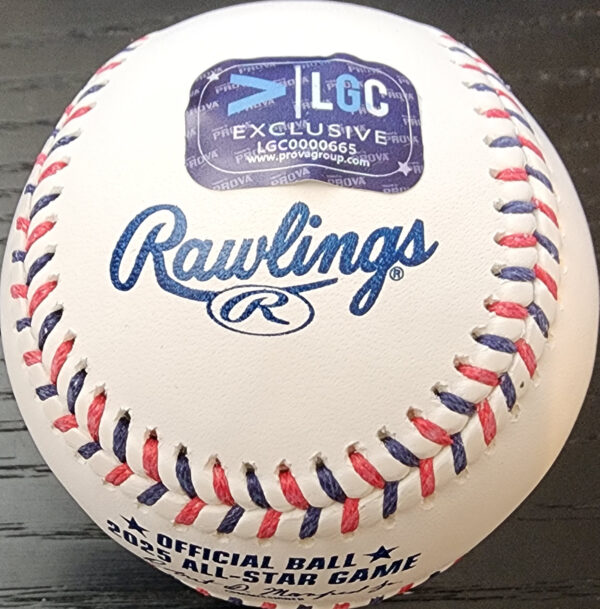 >|LGC
EXCLUSIVE
LGC0000665
www.provagroup.com
Rawlings®
R
★ OFFICIAL BALL ★
2025 ALL-STAR GAME